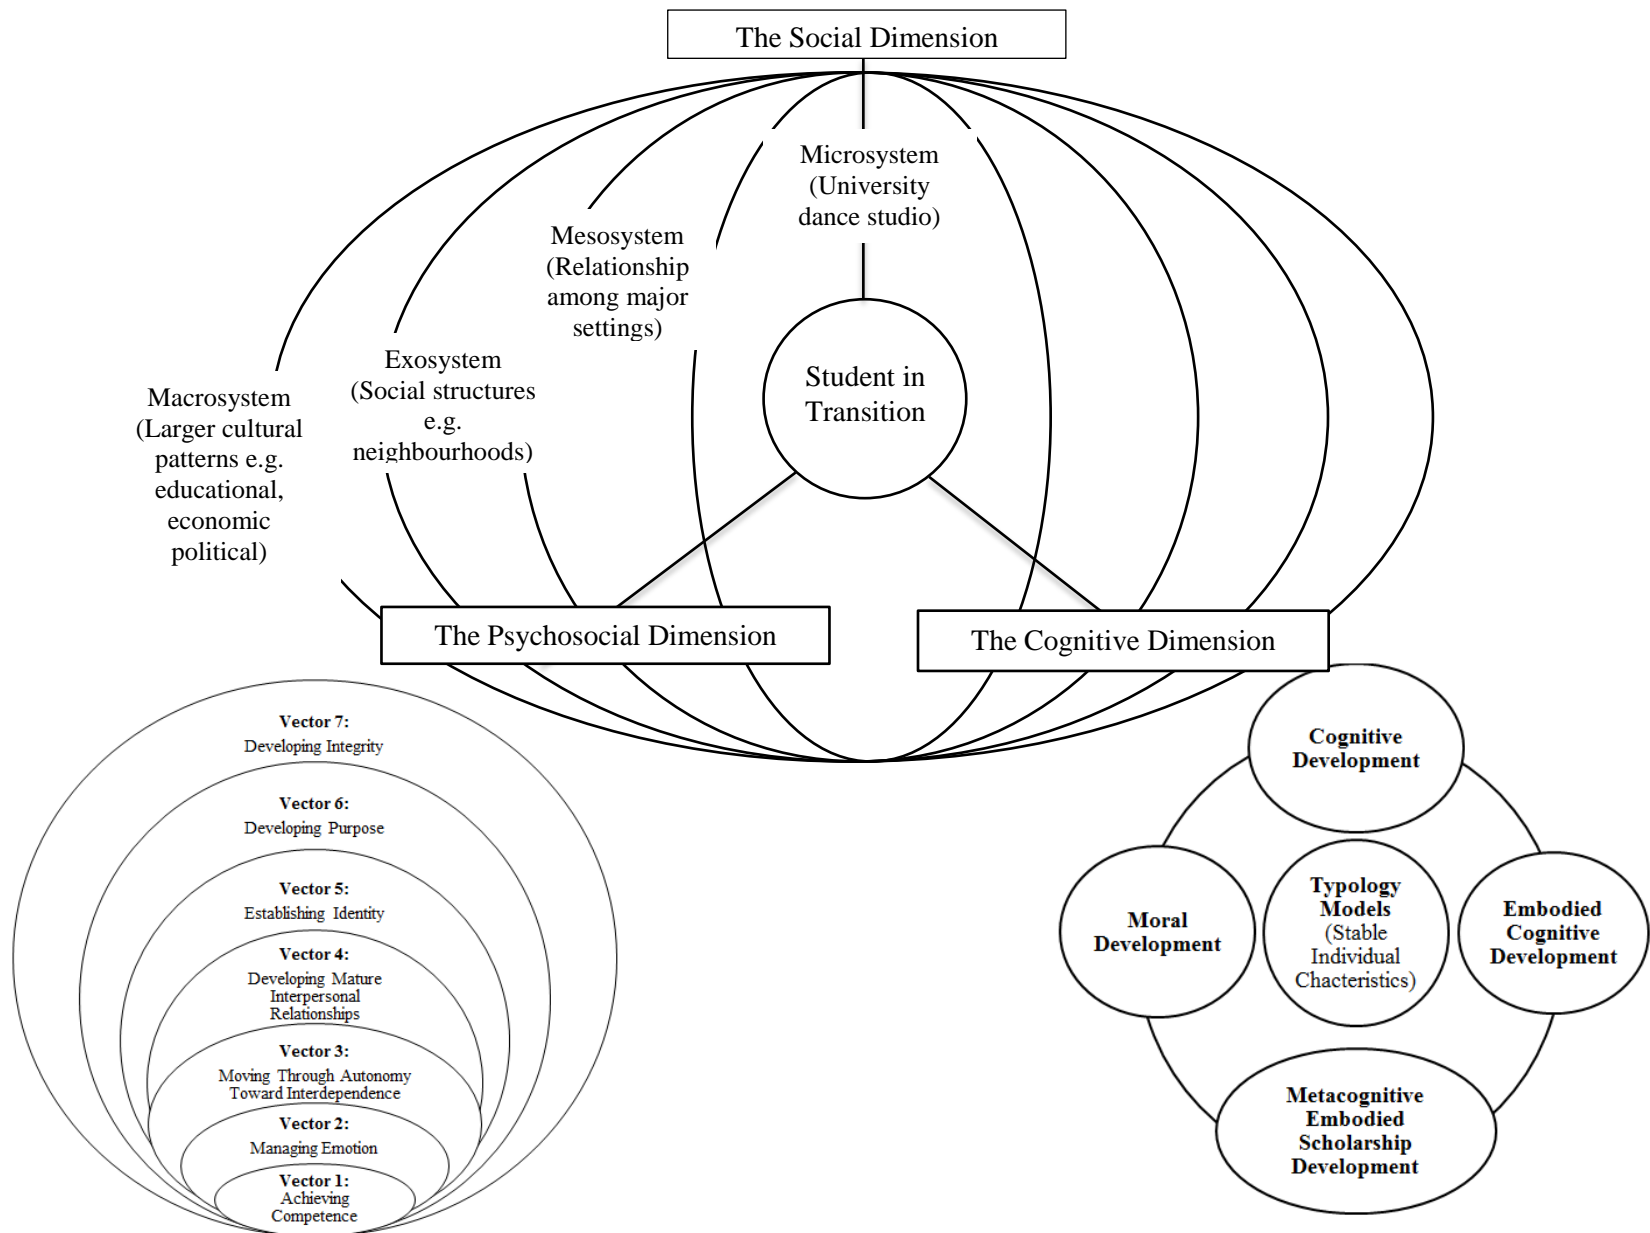 The Social Dimension
Microsystem
(University
dance studio)
Mesosystem
(Relationship
among major
settings)
Exosystem
(Social structures
e.g.
neighbourhoods)
Macrosystem
(Larger cultural
patterns e.g.
educational,
economic
political)
Student in
Transition
The Psychosocial Dimension
The Cognitive Dimension
Vector 7:
Developing Integrity
Vector 6:
Developing Purpose
Vector 5:
Establishing Identity
Vector 4:
Developing Mature
Interpersonal
Relationships
Vector 3:
Moving Through Autonomy
Toward Interdependence
Vector 2:
Managing Emotion
Vector 1:
Achieving
Competence
Cognitive
Development
Moral
Development
Typology
Models
(Stable
Individual
Chacteristics)
Embodied
Cognitive
Development
Metacognitive
Embodied
Scholarship
Development